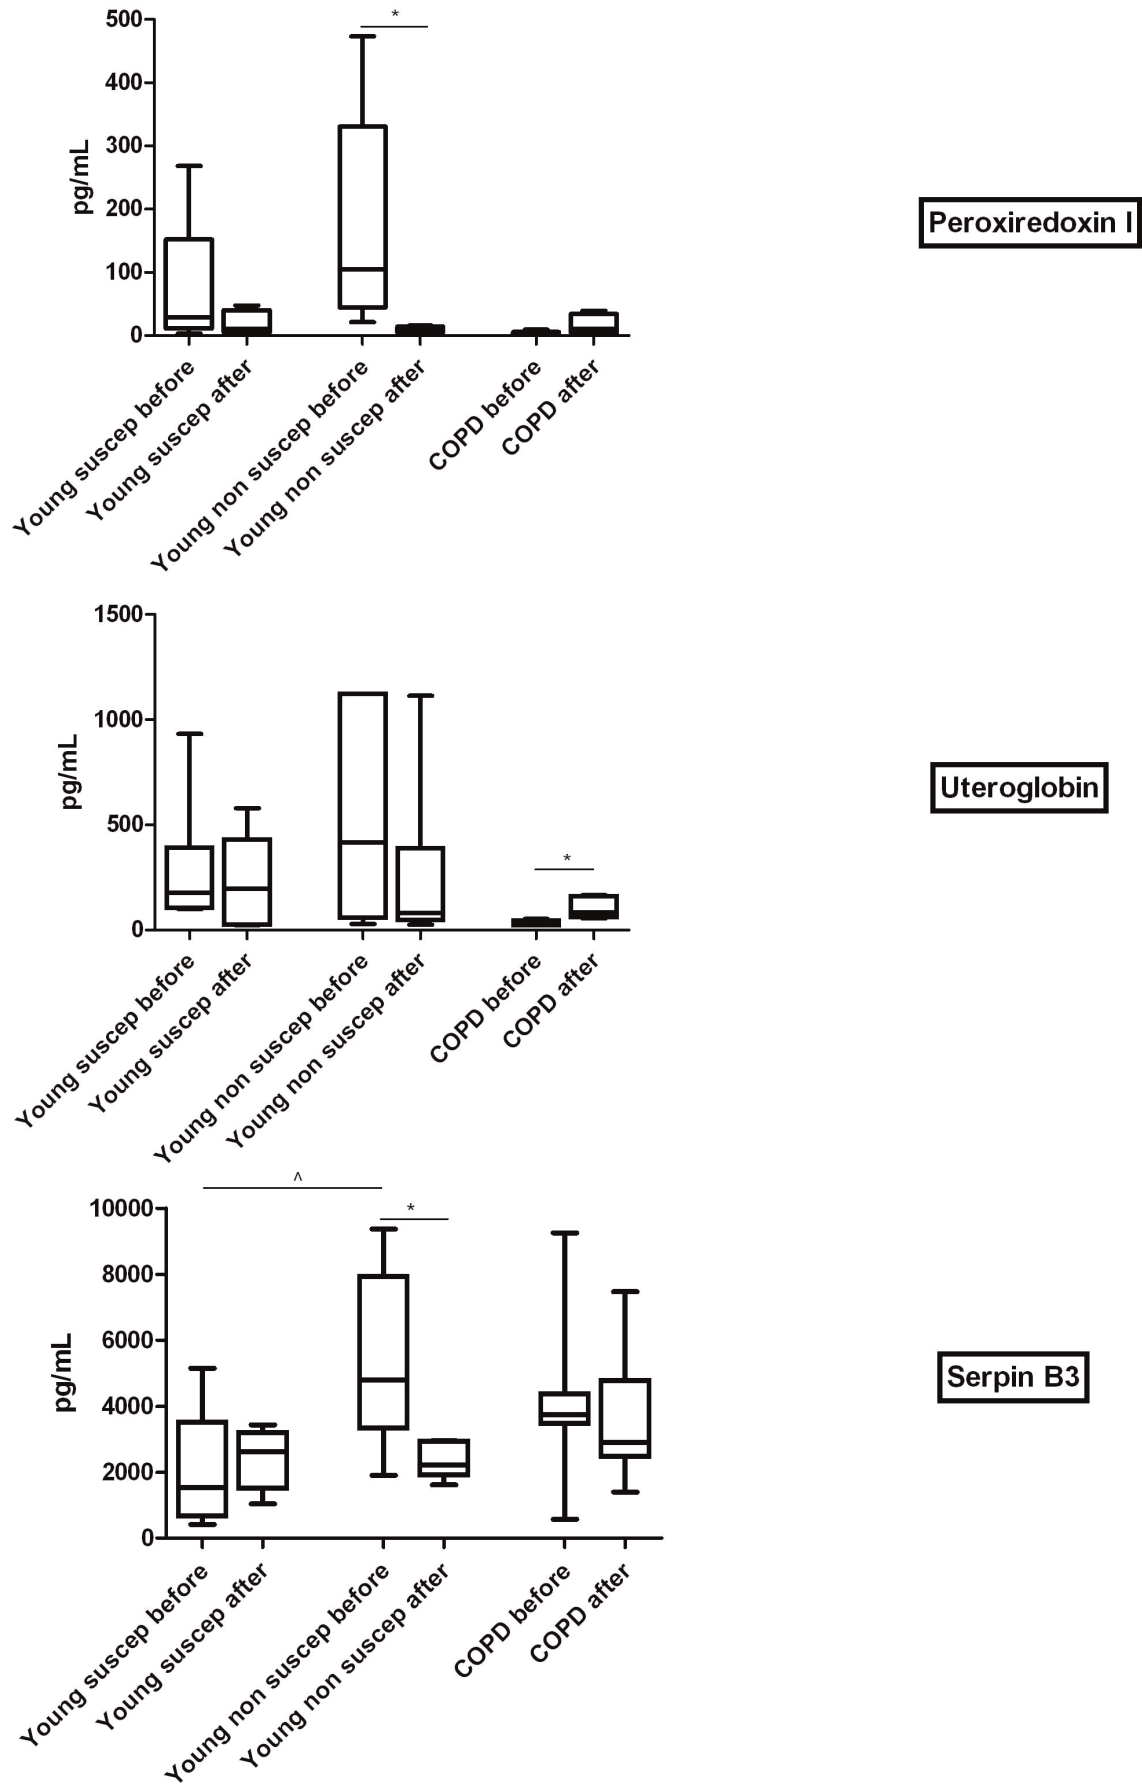 *
500
400
300
200
100
0
pg/mL
Young suscep before
Young suscep after
Young non suscep before
Young non suscep after
COPD before
COPD after
Peroxiredoxin I
1500
1000
500
0
pg/mL
*
Young suscep before
Young suscep after
Young non suscep before
Young non suscep after
COPD before
COPD after
Uteroglobin
^
*
10000
8000
6000
4000
2000
0
pg/mL
Young suscep before
Young suscep after
Young non suscep before
Young non suscep after
COPD before
COPD after
Serpin B3